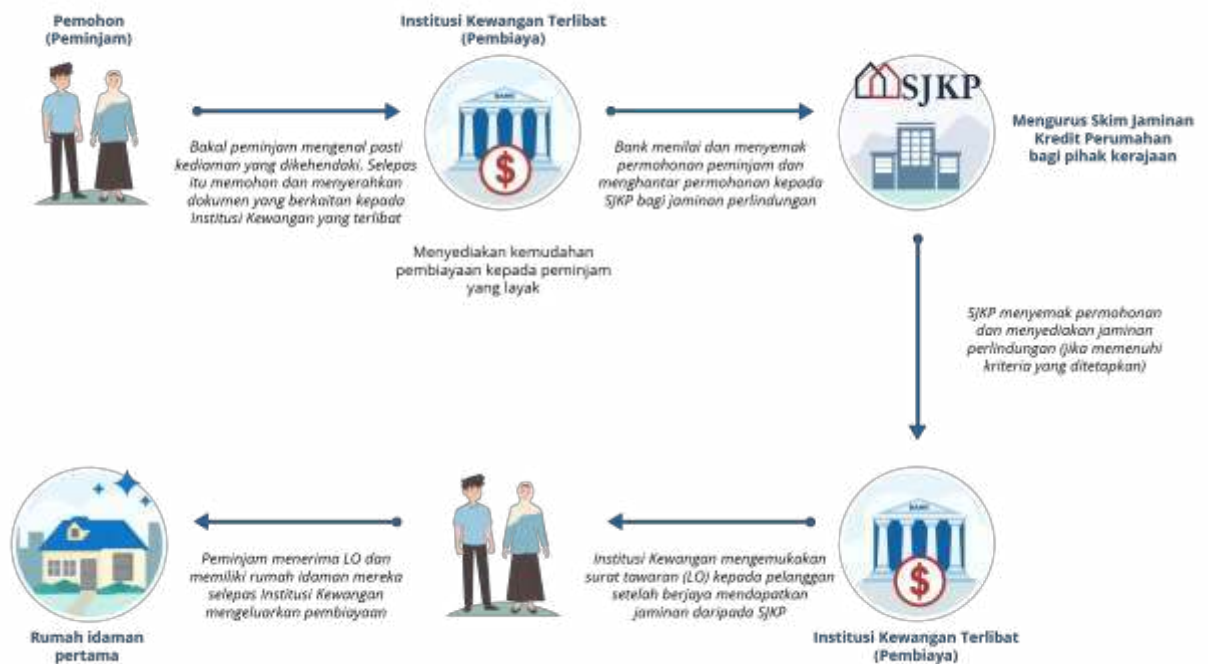 Pemohon
(Peminjam)
Institusi Kewangan Terlibat
(Pembiaya)
BANK
$
SJKP
Mengurus Skim Jaminan
Kredit Perumahan
bagi pihak kerajaan
Bakal peminjam mengenal pasti
kediaman yang dikehendaki. Selepas
itu memohon dan menyerahkan
dokumen yang berkaitan kepada
Institusi Kewangan yang terlibat
Bank menilai dan menyemak
permohonan peminjam dan
menghantar permohonan kepada
SJKP bagi jaminan perlindungan
Menyediakan kemudahan
pembiayaan kepada peminjam
yang layak
SJKP menyemak permohonan
dan menyediakan jaminan
perlindungan (jika memenuhi
kriteria yang ditetapkan)
BANK
$
Institusi Kewangan Terlibat
(Pembiaya)
Institusi Kewangan mengemukakan
surat tawaran (LO) kepada pelanggan
setelah berjaya mendapatkan
jaminan daripada SJKP
Peminjam menerima LO dan
memiliki rumah idaman mereka
selepas Institusi Kewangan
mengeluarkan pembiayaan
Rumah idaman
pertama